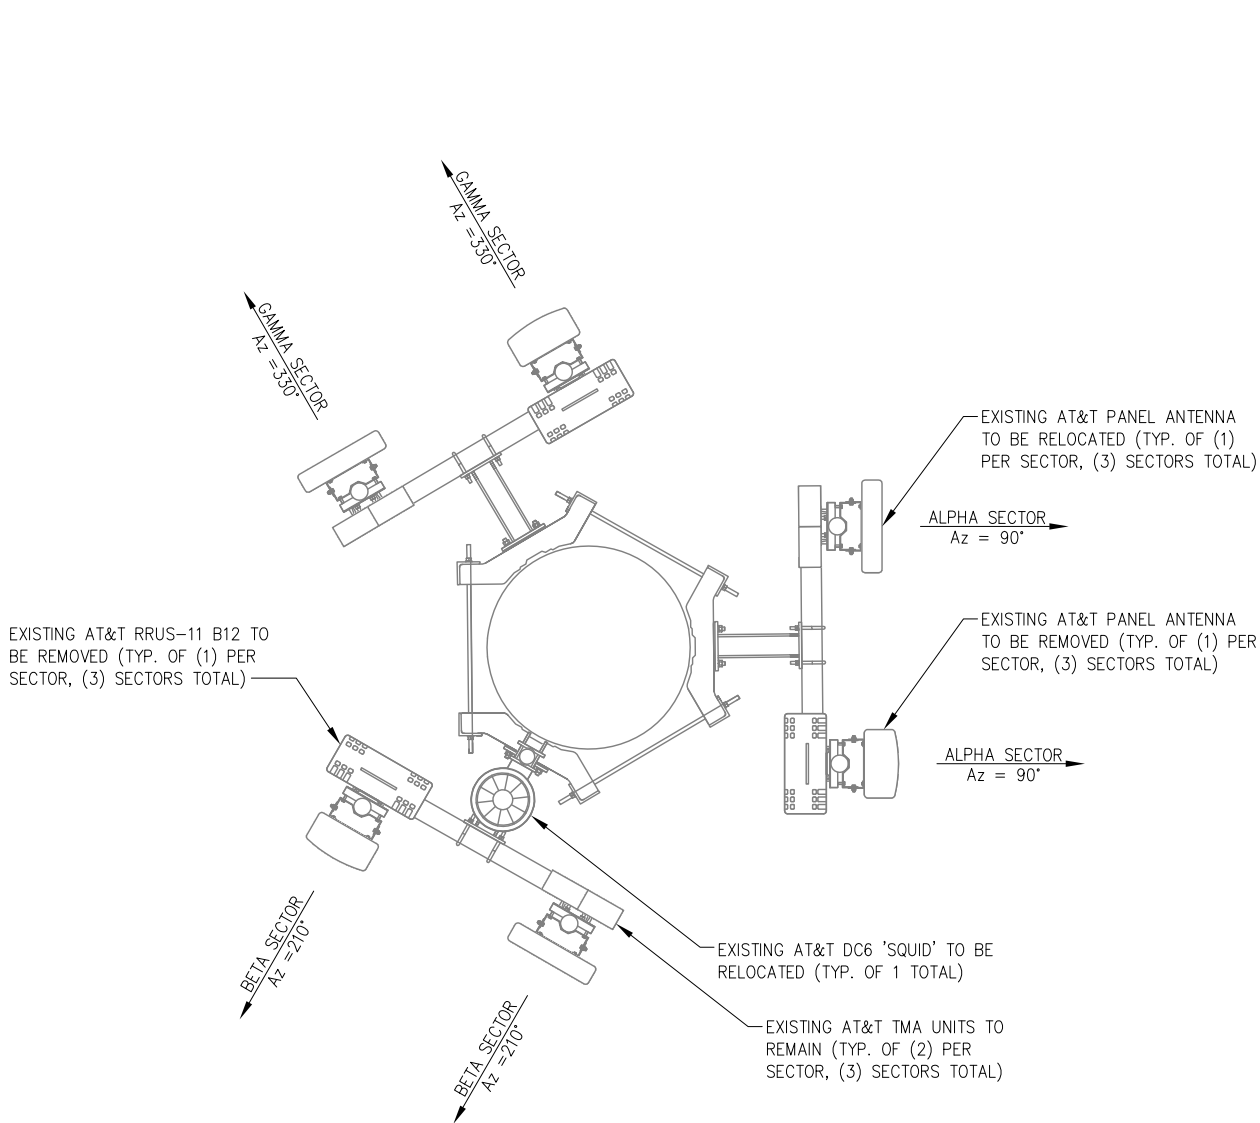 GAMMA SECTOR
Az =330°
GAMMA SECTOR
Az =330°
EXISTING AT&T PANEL ANTENNA
TO BE RELOCATED (TYP. OF (1)
PER SECTOR, (3) SECTORS TOTAL)
ALPHA SECTOR
Az = 90°
EXISTING AT&T PANEL ANTENNA
TO BE REMOVED (TYP. OF (1) PER
SECTOR, (3) SECTORS TOTAL)
EXISTING AT&T RRUS-11 B12 TO
BE REMOVED (TYP. OF (1) PER
SECTOR, (3) SECTORS TOTAL)
ALPHA SECTOR
Az = 90°
BETA SECTOR
Az =210°
EXISTING AT&T DC6 'SQUID' TO BE
RELOCATED (TYP. OF 1 TOTAL)
BETA SECTOR
Az =210°
EXISTING AT&T TMA UNITS TO
REMAIN (TYP. OF (2) PER
SECTOR, (3) SECTORS TOTAL)